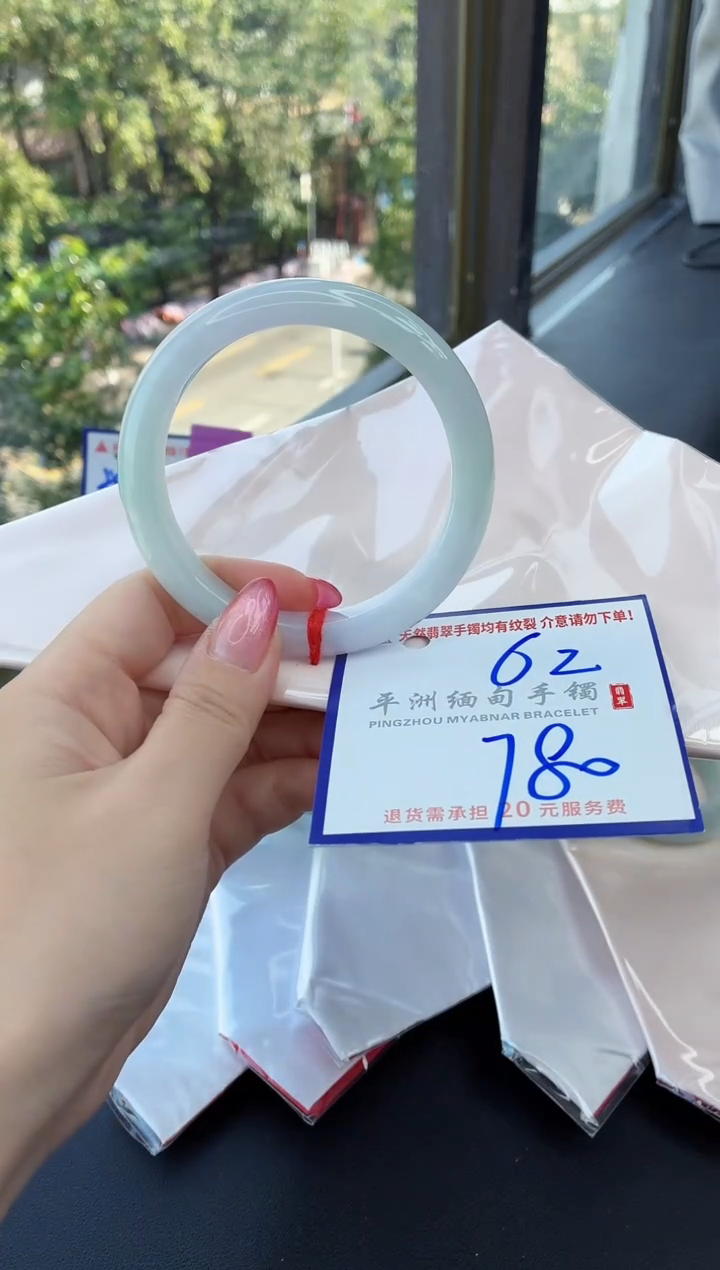 天然翡翠手镯均有纹裂 介意请勿下单!
62
平洲缅甸手镯 翡翠
PINGZHOU MYABNAR BRACELET
780
退货需承担 20 元服务费